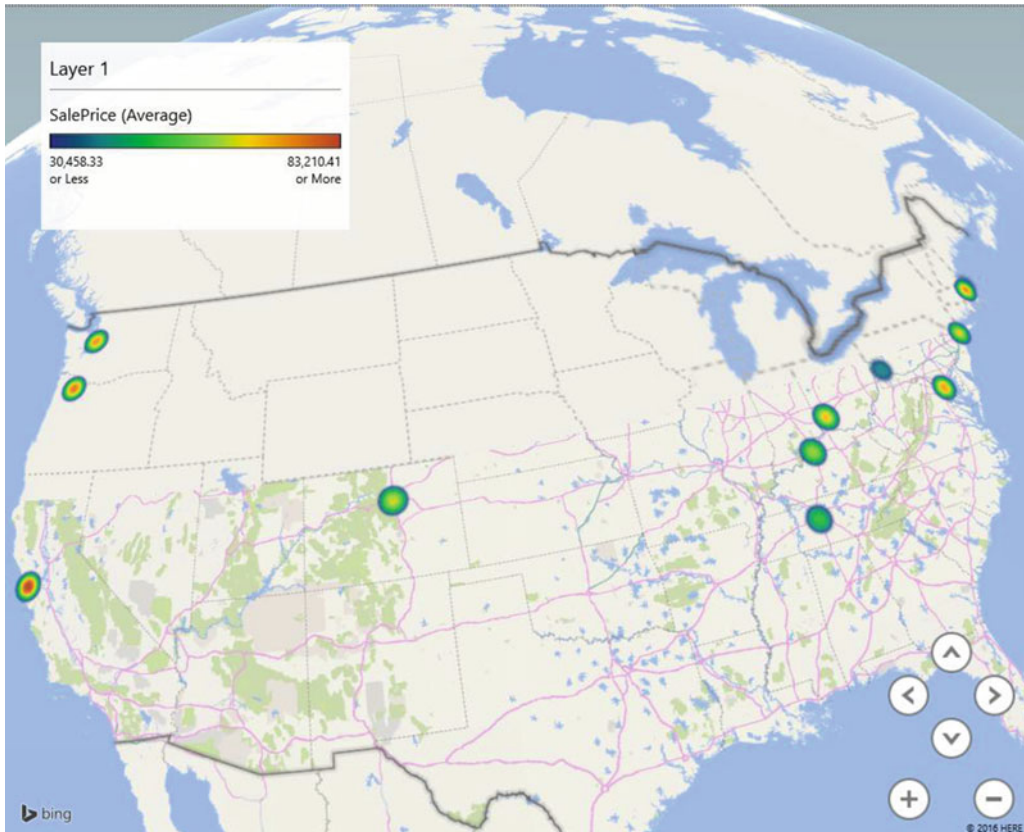 Layer 1
SalePrice (Average)
30,458.33 83,210.41
or Less or More
bing
© 2016 HERE